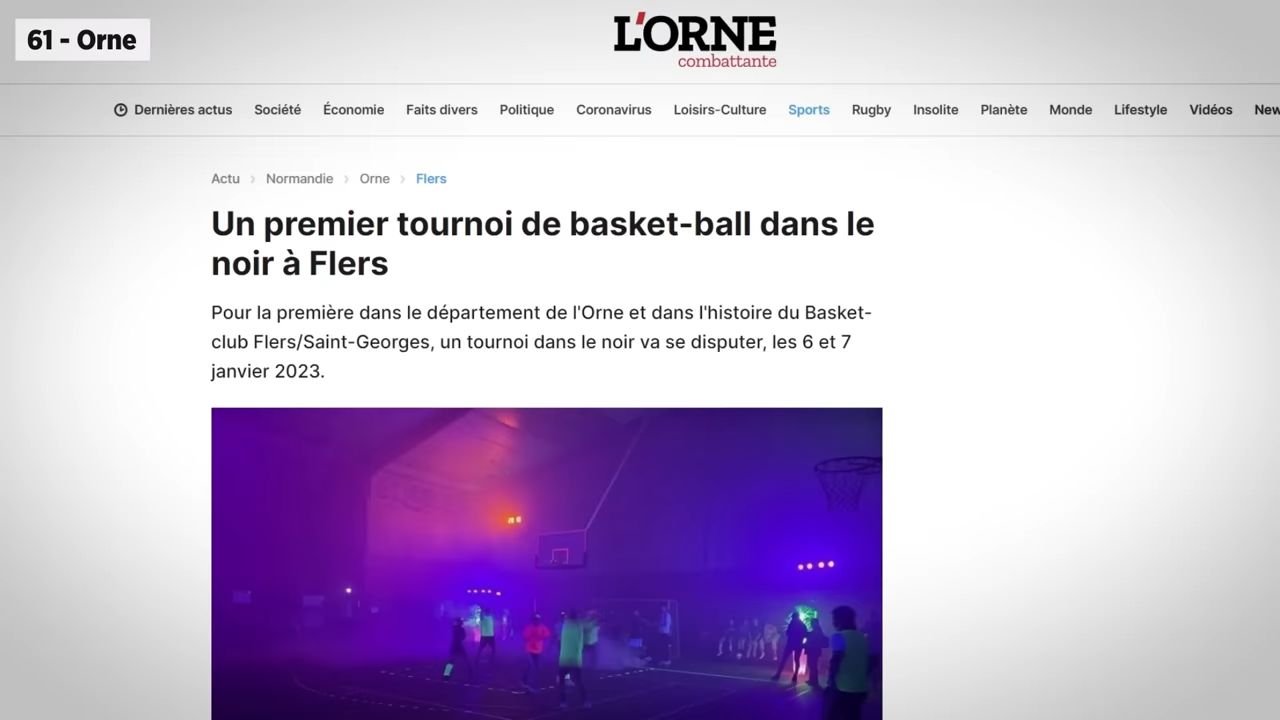 61 - Orne
L'ORNE
combattante
Dernières actus Société Économie Faits divers Politique Coronavirus Loisirs-Culture Sports Rugby Insolite Planète Monde Lifestyle Vidéos New
Actu > Normandie > Orne > Flers
Un premier tournoi de basket-ball dans le
noir à Flers
Pour la première dans le département de l'Orne et dans l'histoire du Basket-
club Flers/Saint-Georges, un tournoi dans le noir va se disputer, les 6 et 7
janvier 2023.